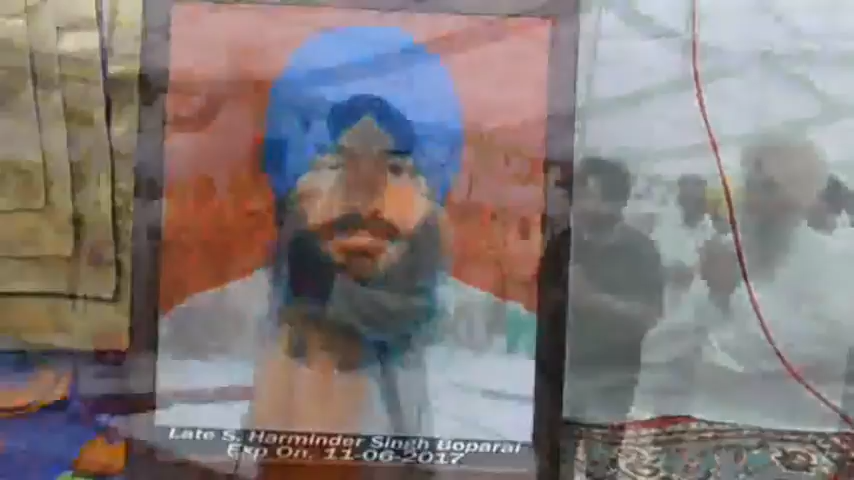 Late S. Harminder Singh Boparai
Exp On. 11-06-2017